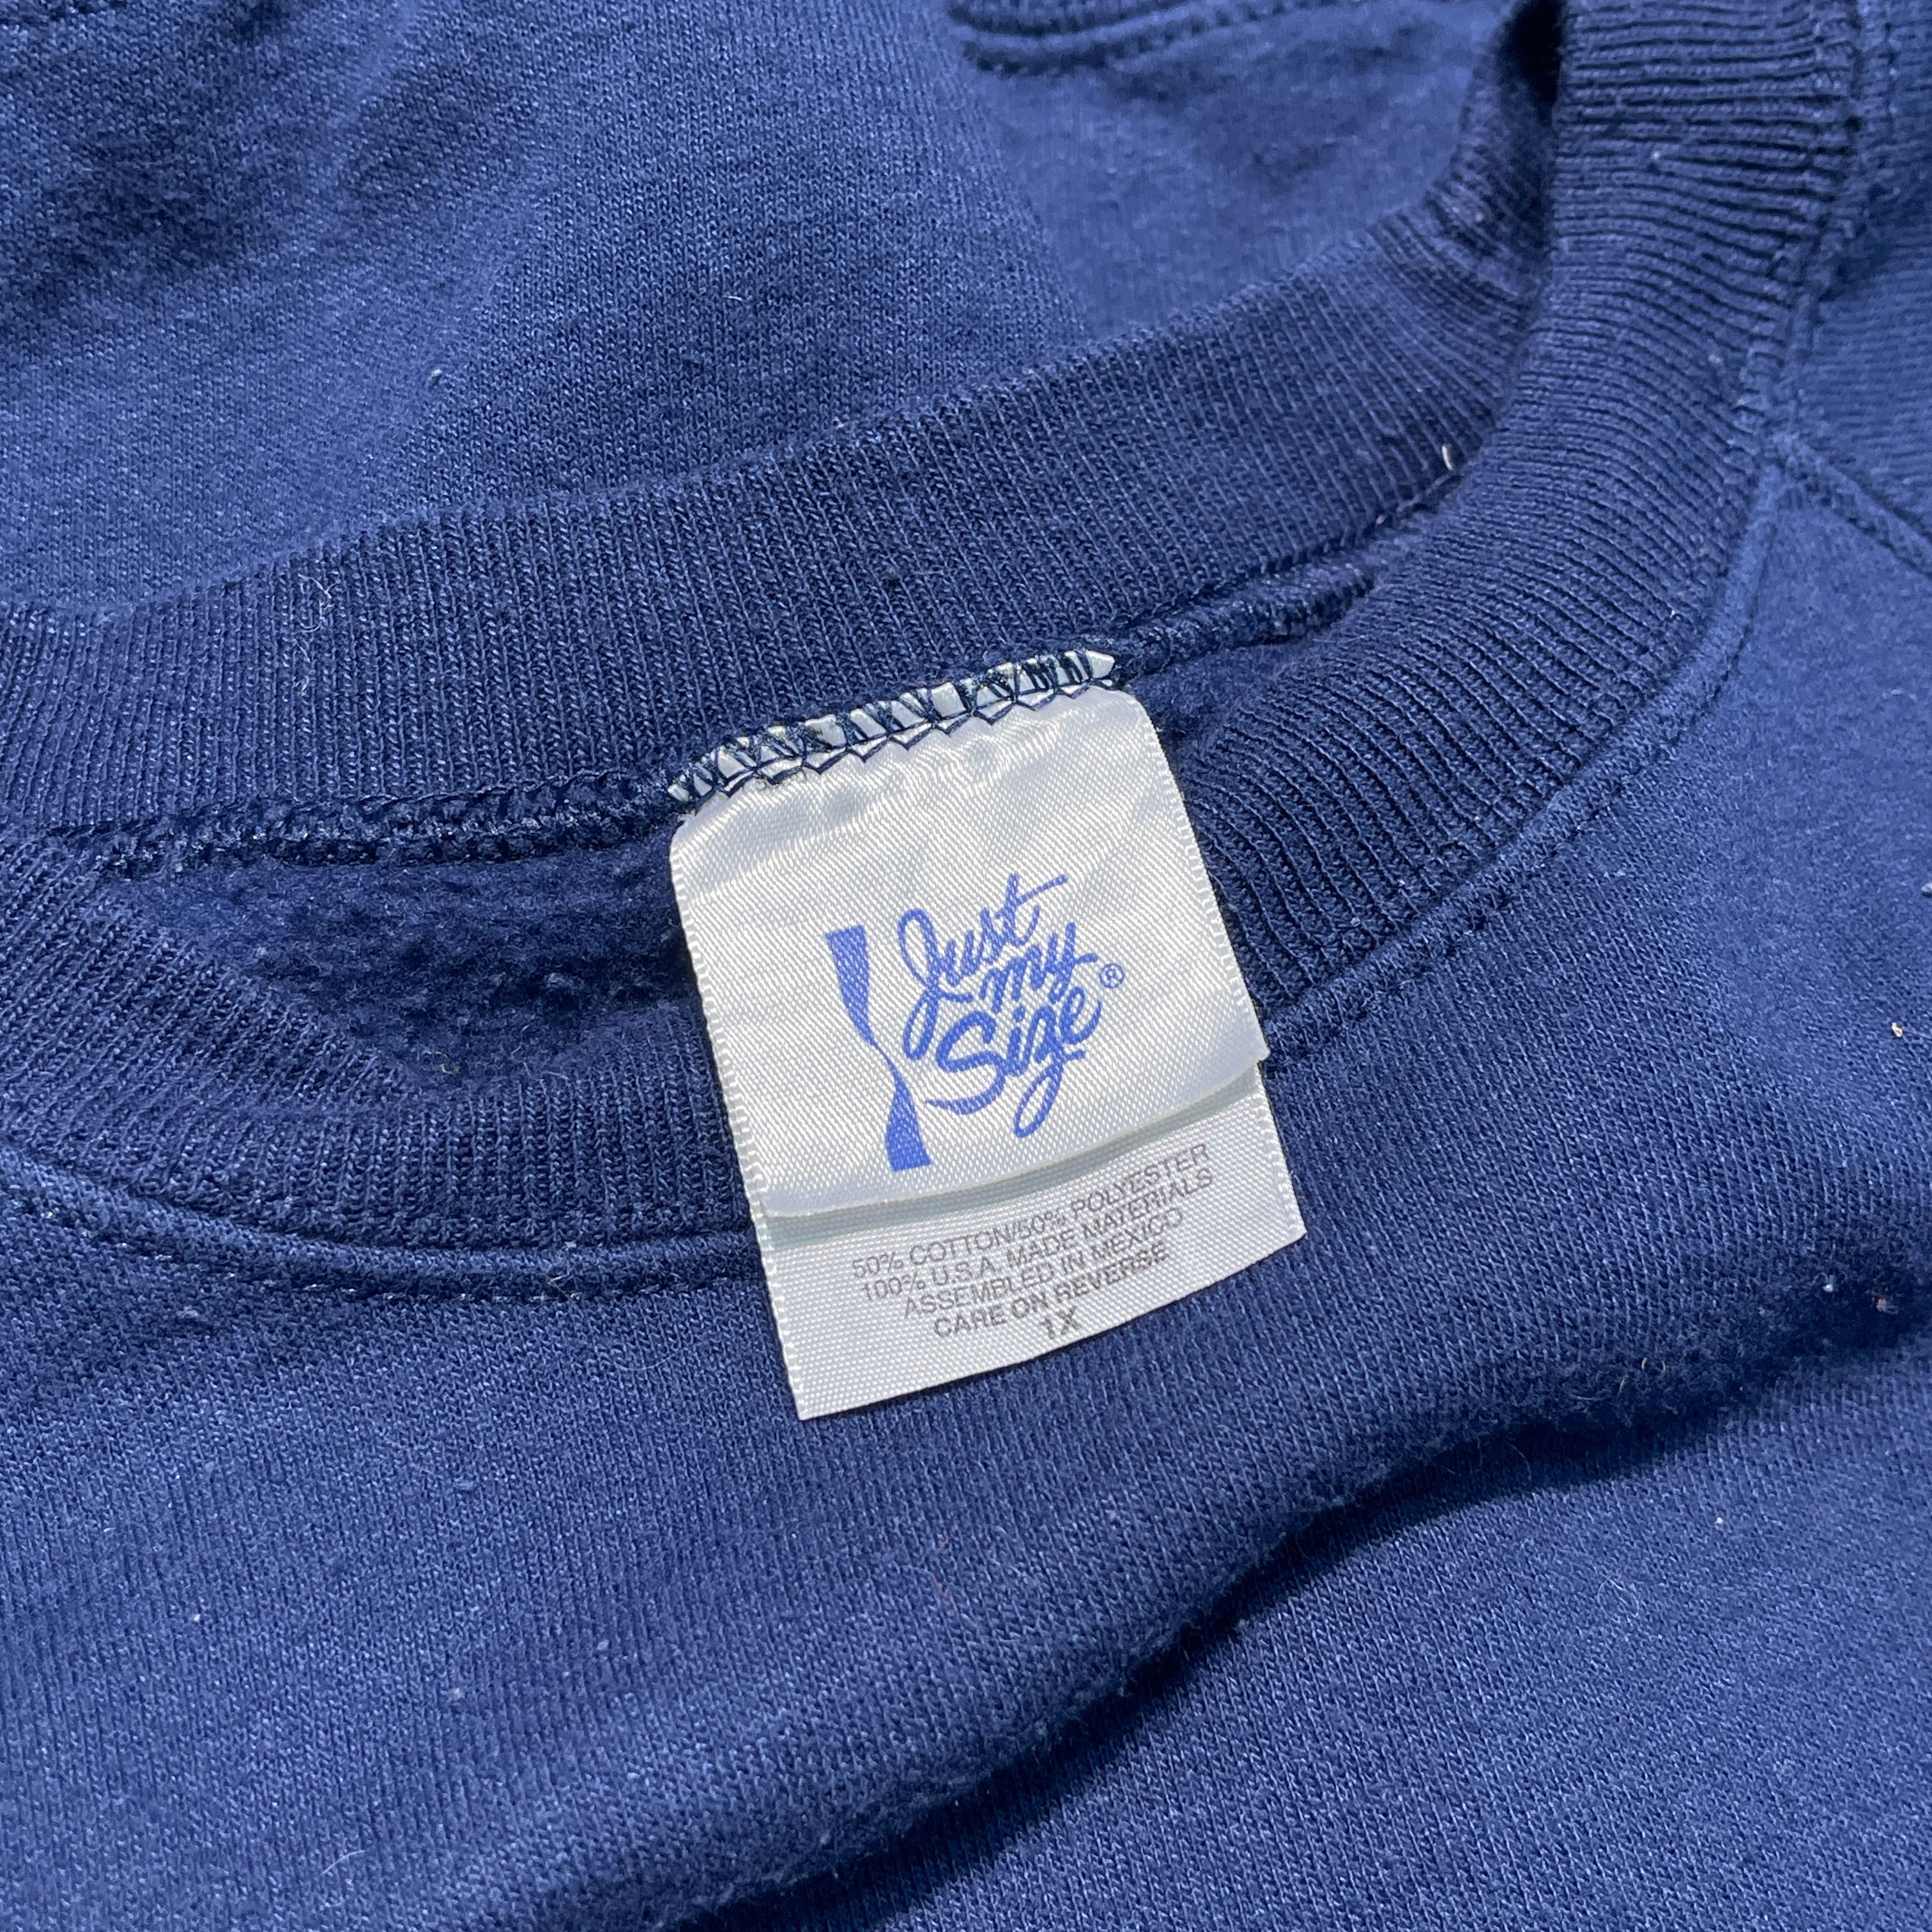 Just
my
Size®
50% COTTON/50% POLYESTER
100% U.S.A. MADE MATERIALS
ASSEMBLED IN MEXICO
CARE ON REVERSE
1X